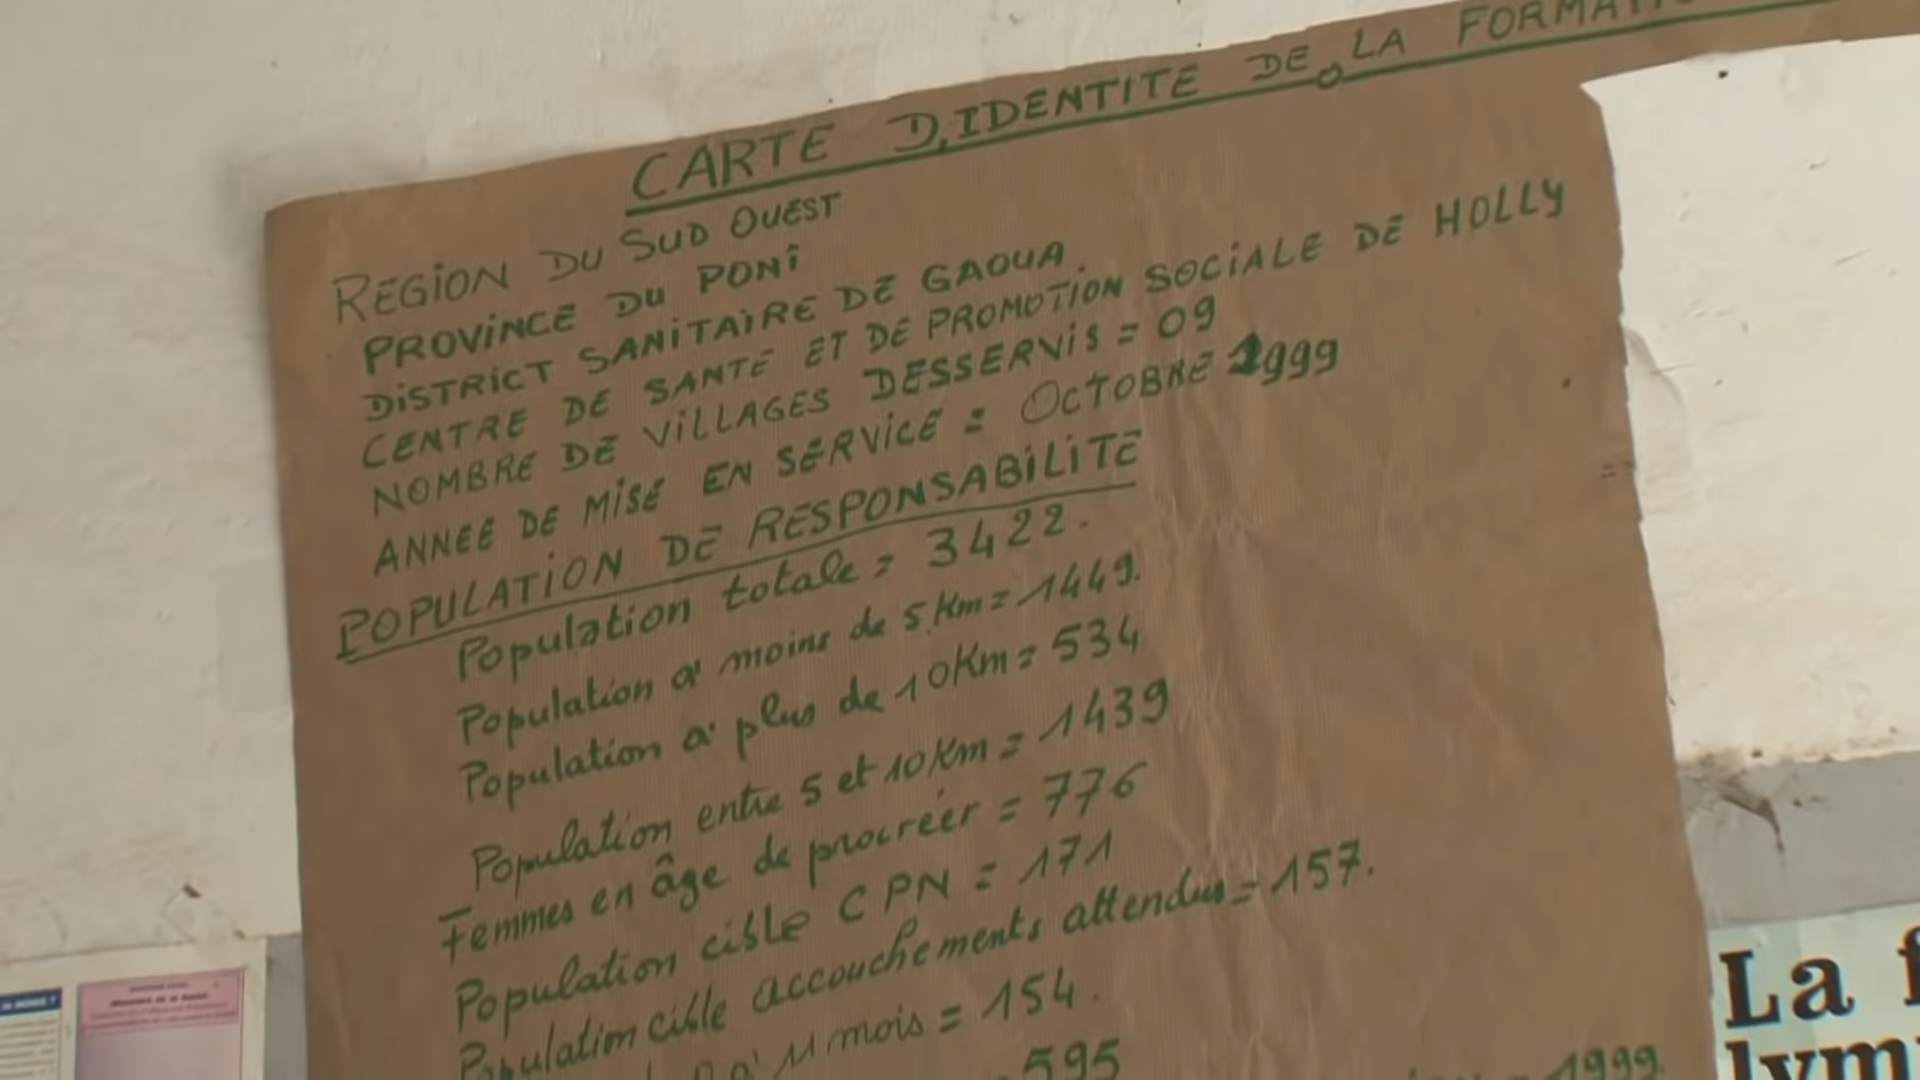 CARTE D'IDENTITE DE LA
REGION DU SUD OUEST
PROVINCE DU PONI
DISTRICT SANITAIRE DE GAOUA
CENTRE DE SANTE ET DE PROMOTION SOCIALE DE HOLLY
NOMBRE DE VILLAGES DESSERVIS = 09
ANNEE DE MISE EN SERVICE = OCTOBRE 1999
POPULATION DE RESPONSABILITE
Population totale = 3422.
Population à moins de 5 Km = 1449.
Population à plus de 10Km = 534
Population entre 5 et 10 Km = 1439
Femmes en âge de procréer = 776
Population cible CPN = 171
Population cible accouchements attendus = 157.
à 11 mois = 154.
595
1999
La